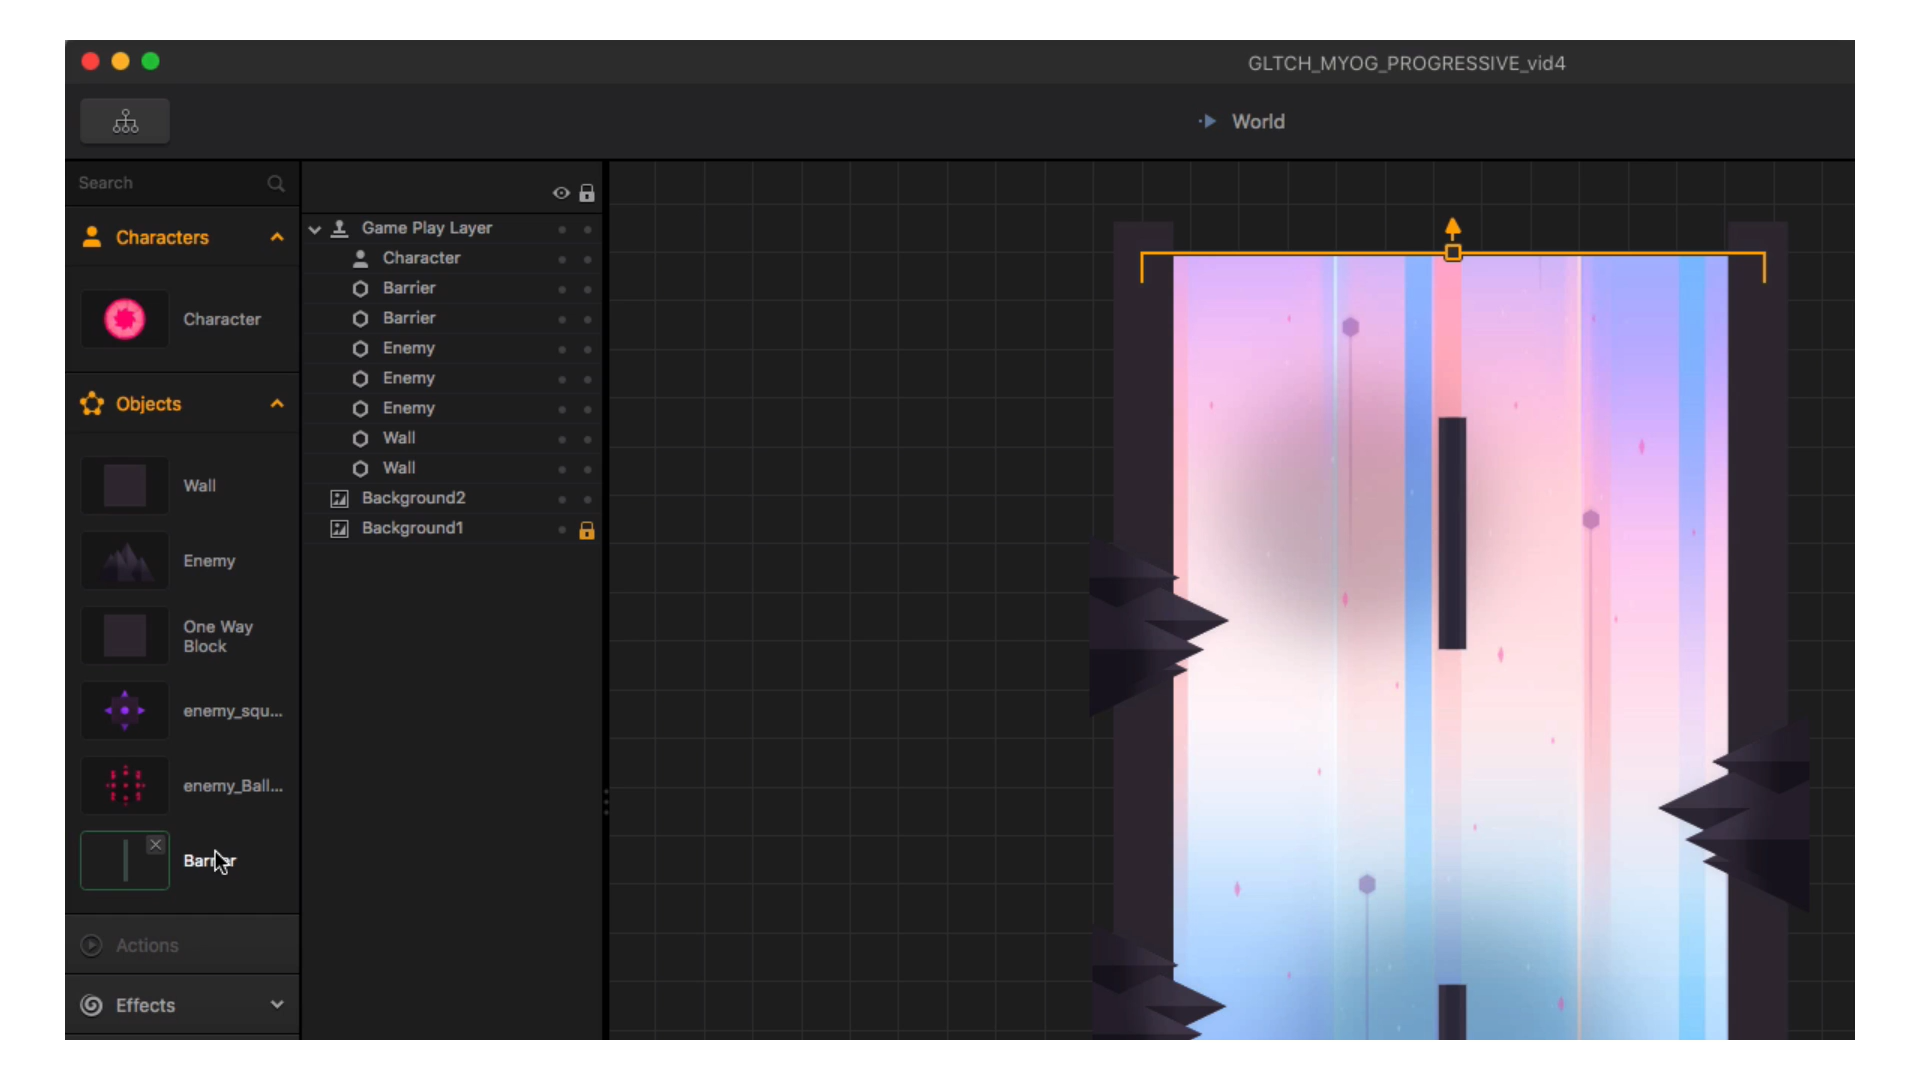 GLTCH_MYOG_PROGRESSIVE_vid4
World
Search
Characters
Character
Objects
Wall
Enemy
One Way
Block
enemy_squ...
enemy_Ball...
Barrier
Actions
Effects
Game Play Layer
Character
Barrier
Barrier
Enemy
Enemy
Enemy
Wall
Wall
Background2
Background1